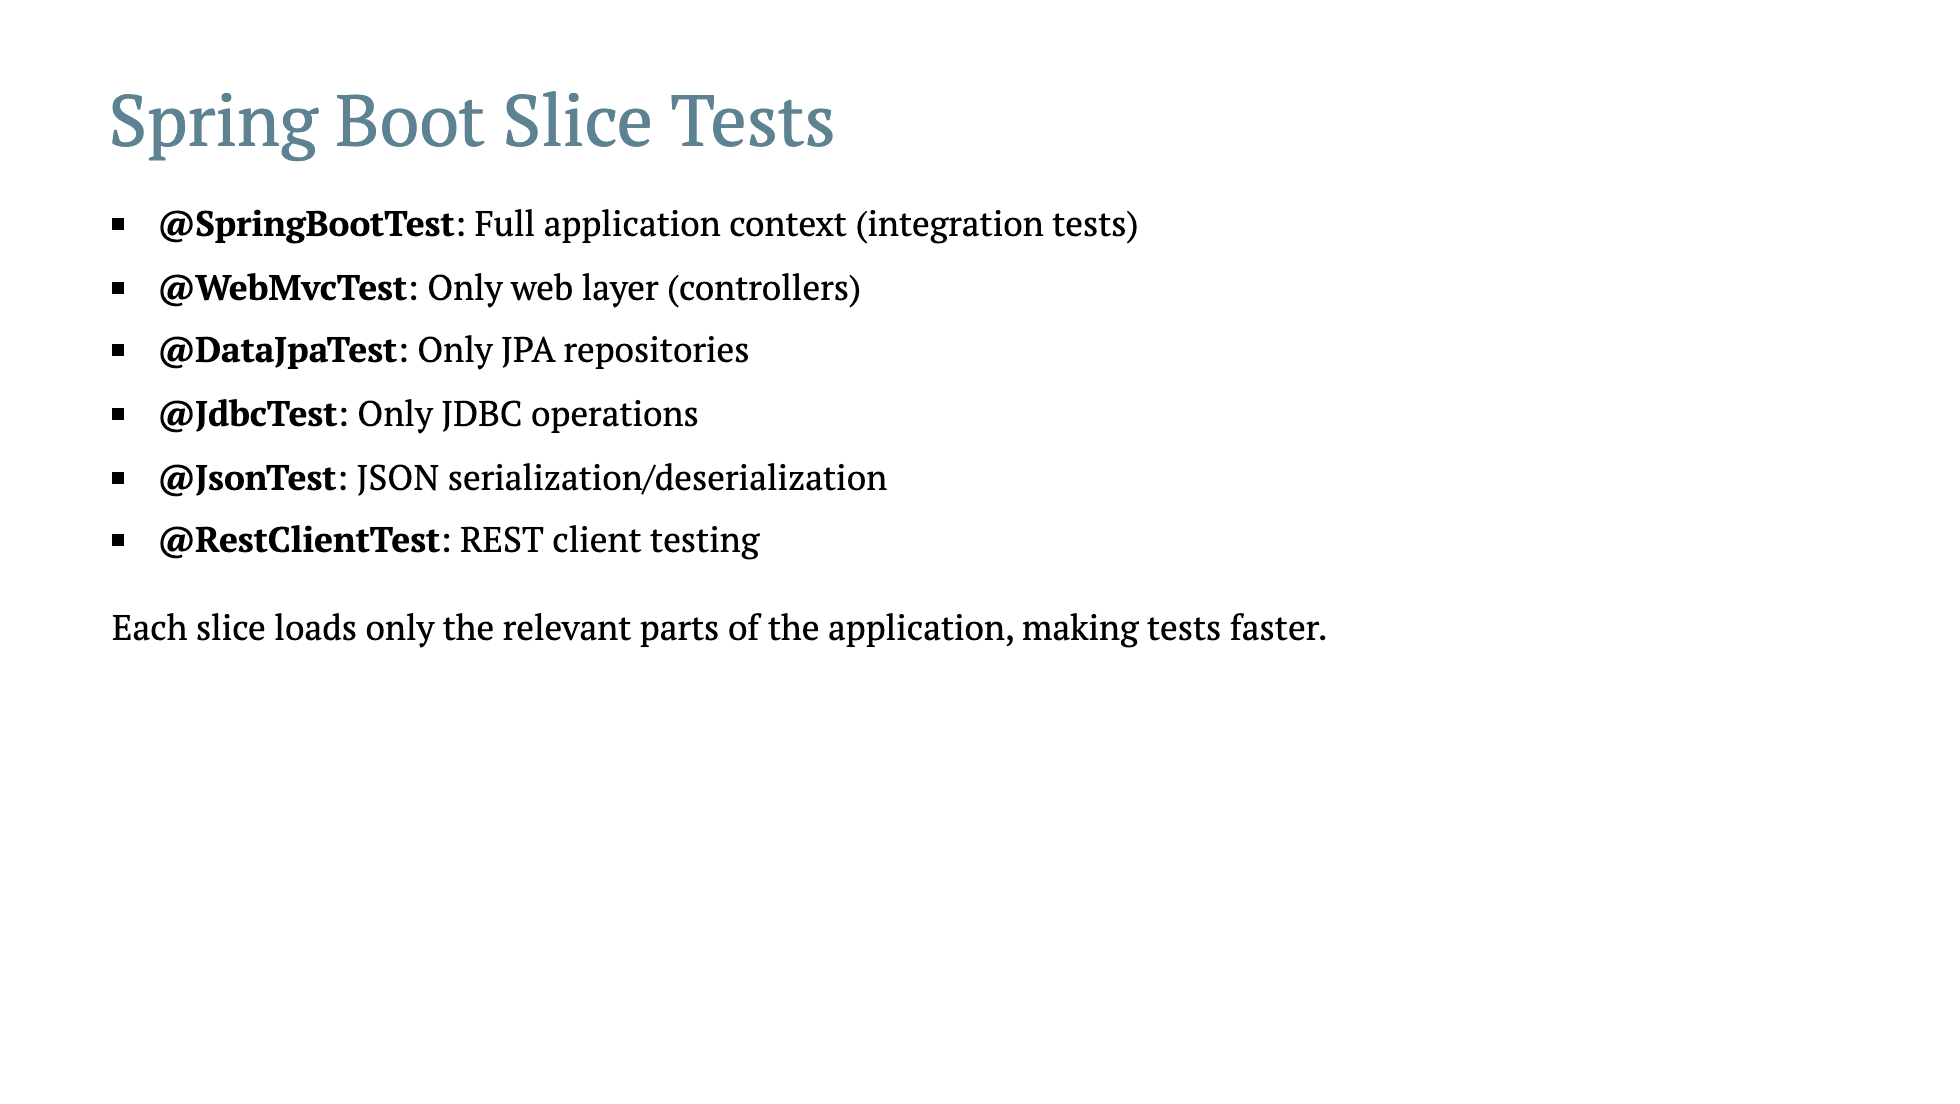 Spring Boot Slice Tests
▪ @SpringBootTest: Full application context (integration tests)
▪ @WebMvcTest: Only web layer (controllers)
▪ @DataJpaTest: Only JPA repositories
▪ @JdbcTest: Only JDBC operations
▪ @JsonTest: JSON serialization/deserialization
▪ @RestClientTest: REST client testing
Each slice loads only the relevant parts of the application, making tests faster.